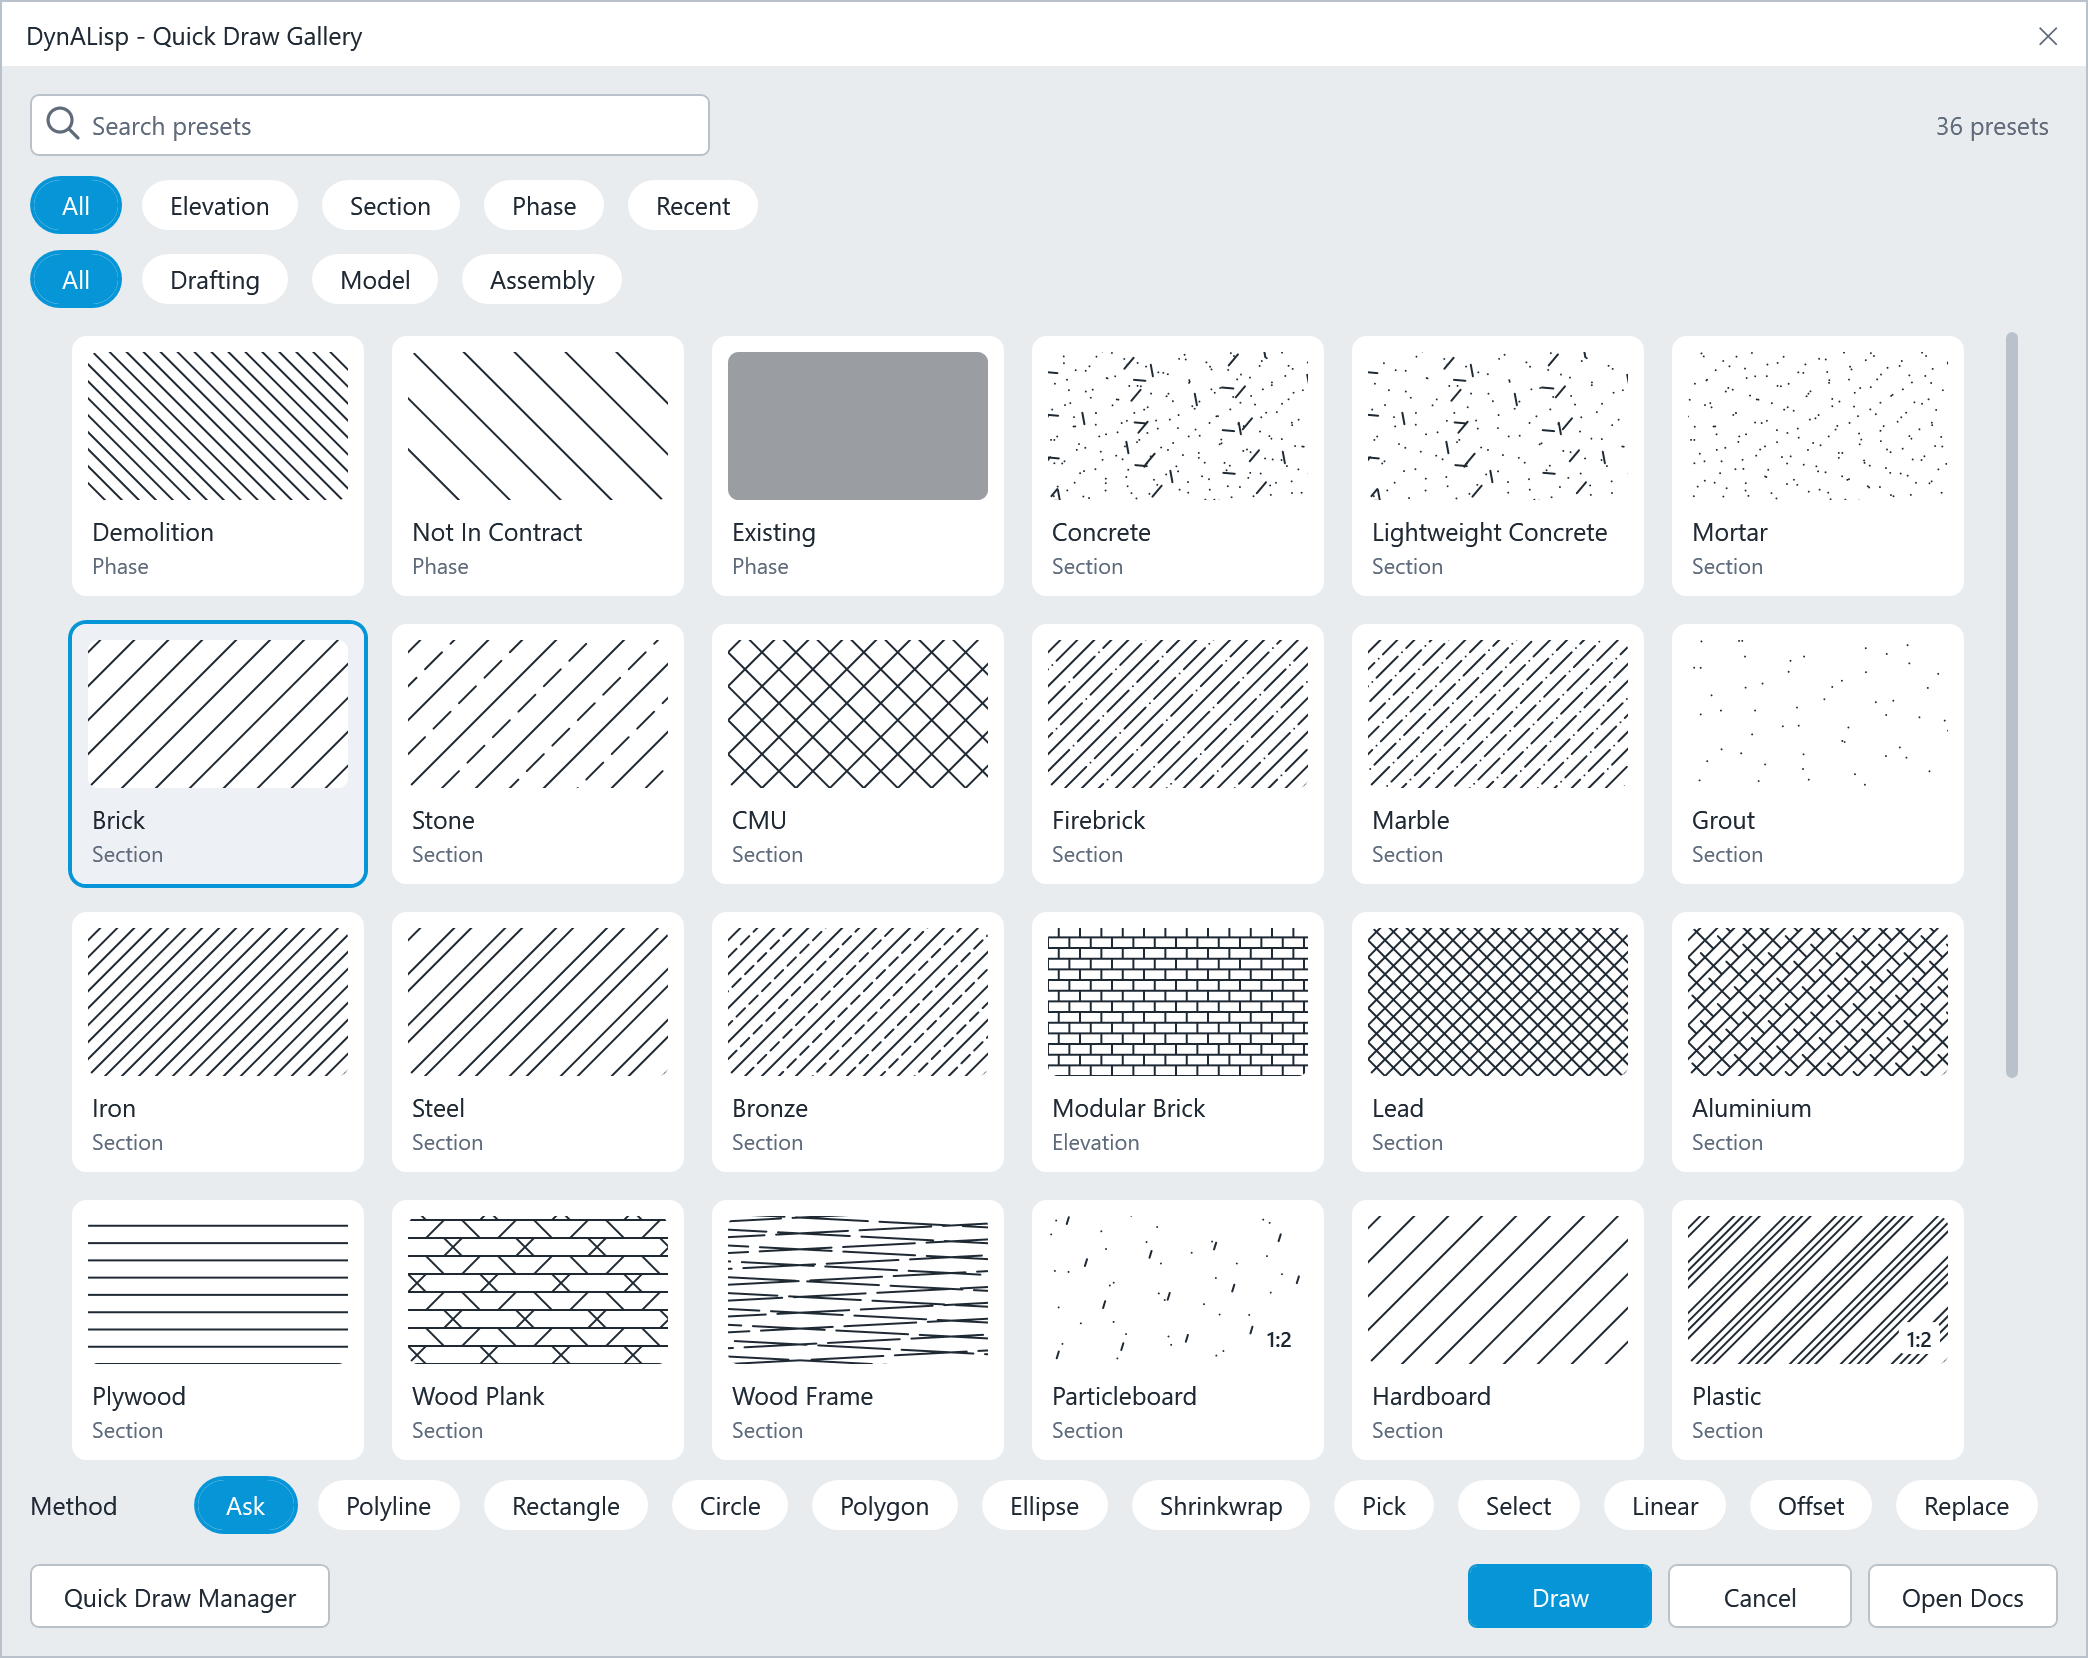 DynALisp - Quick Draw Gallery
Search presets
36 presets
All
Elevation
Section
Phase
Recent
All
Drafting
Model
Assembly
Demolition
Phase
Not In Contract
Phase
Existing
Phase
Concrete
Section
Lightweight Concrete
Section
Mortar
Section
Brick
Section
Stone
Section
CMU
Section
Firebrick
Section
Marble
Section
Grout
Section
Iron
Section
Steel
Section
Bronze
Section
Modular Brick
Elevation
Lead
Section
Aluminium
Section
Plywood
Section
Wood Plank
Section
Wood Frame
Section
1:2
Particleboard
Section
Hardboard
Section
1:2
Plastic
Section
Method
Ask
Polyline
Rectangle
Circle
Polygon
Ellipse
Shrinkwrap
Pick
Select
Linear
Offset
Replace
Quick Draw Manager
Draw
Cancel
Open Docs